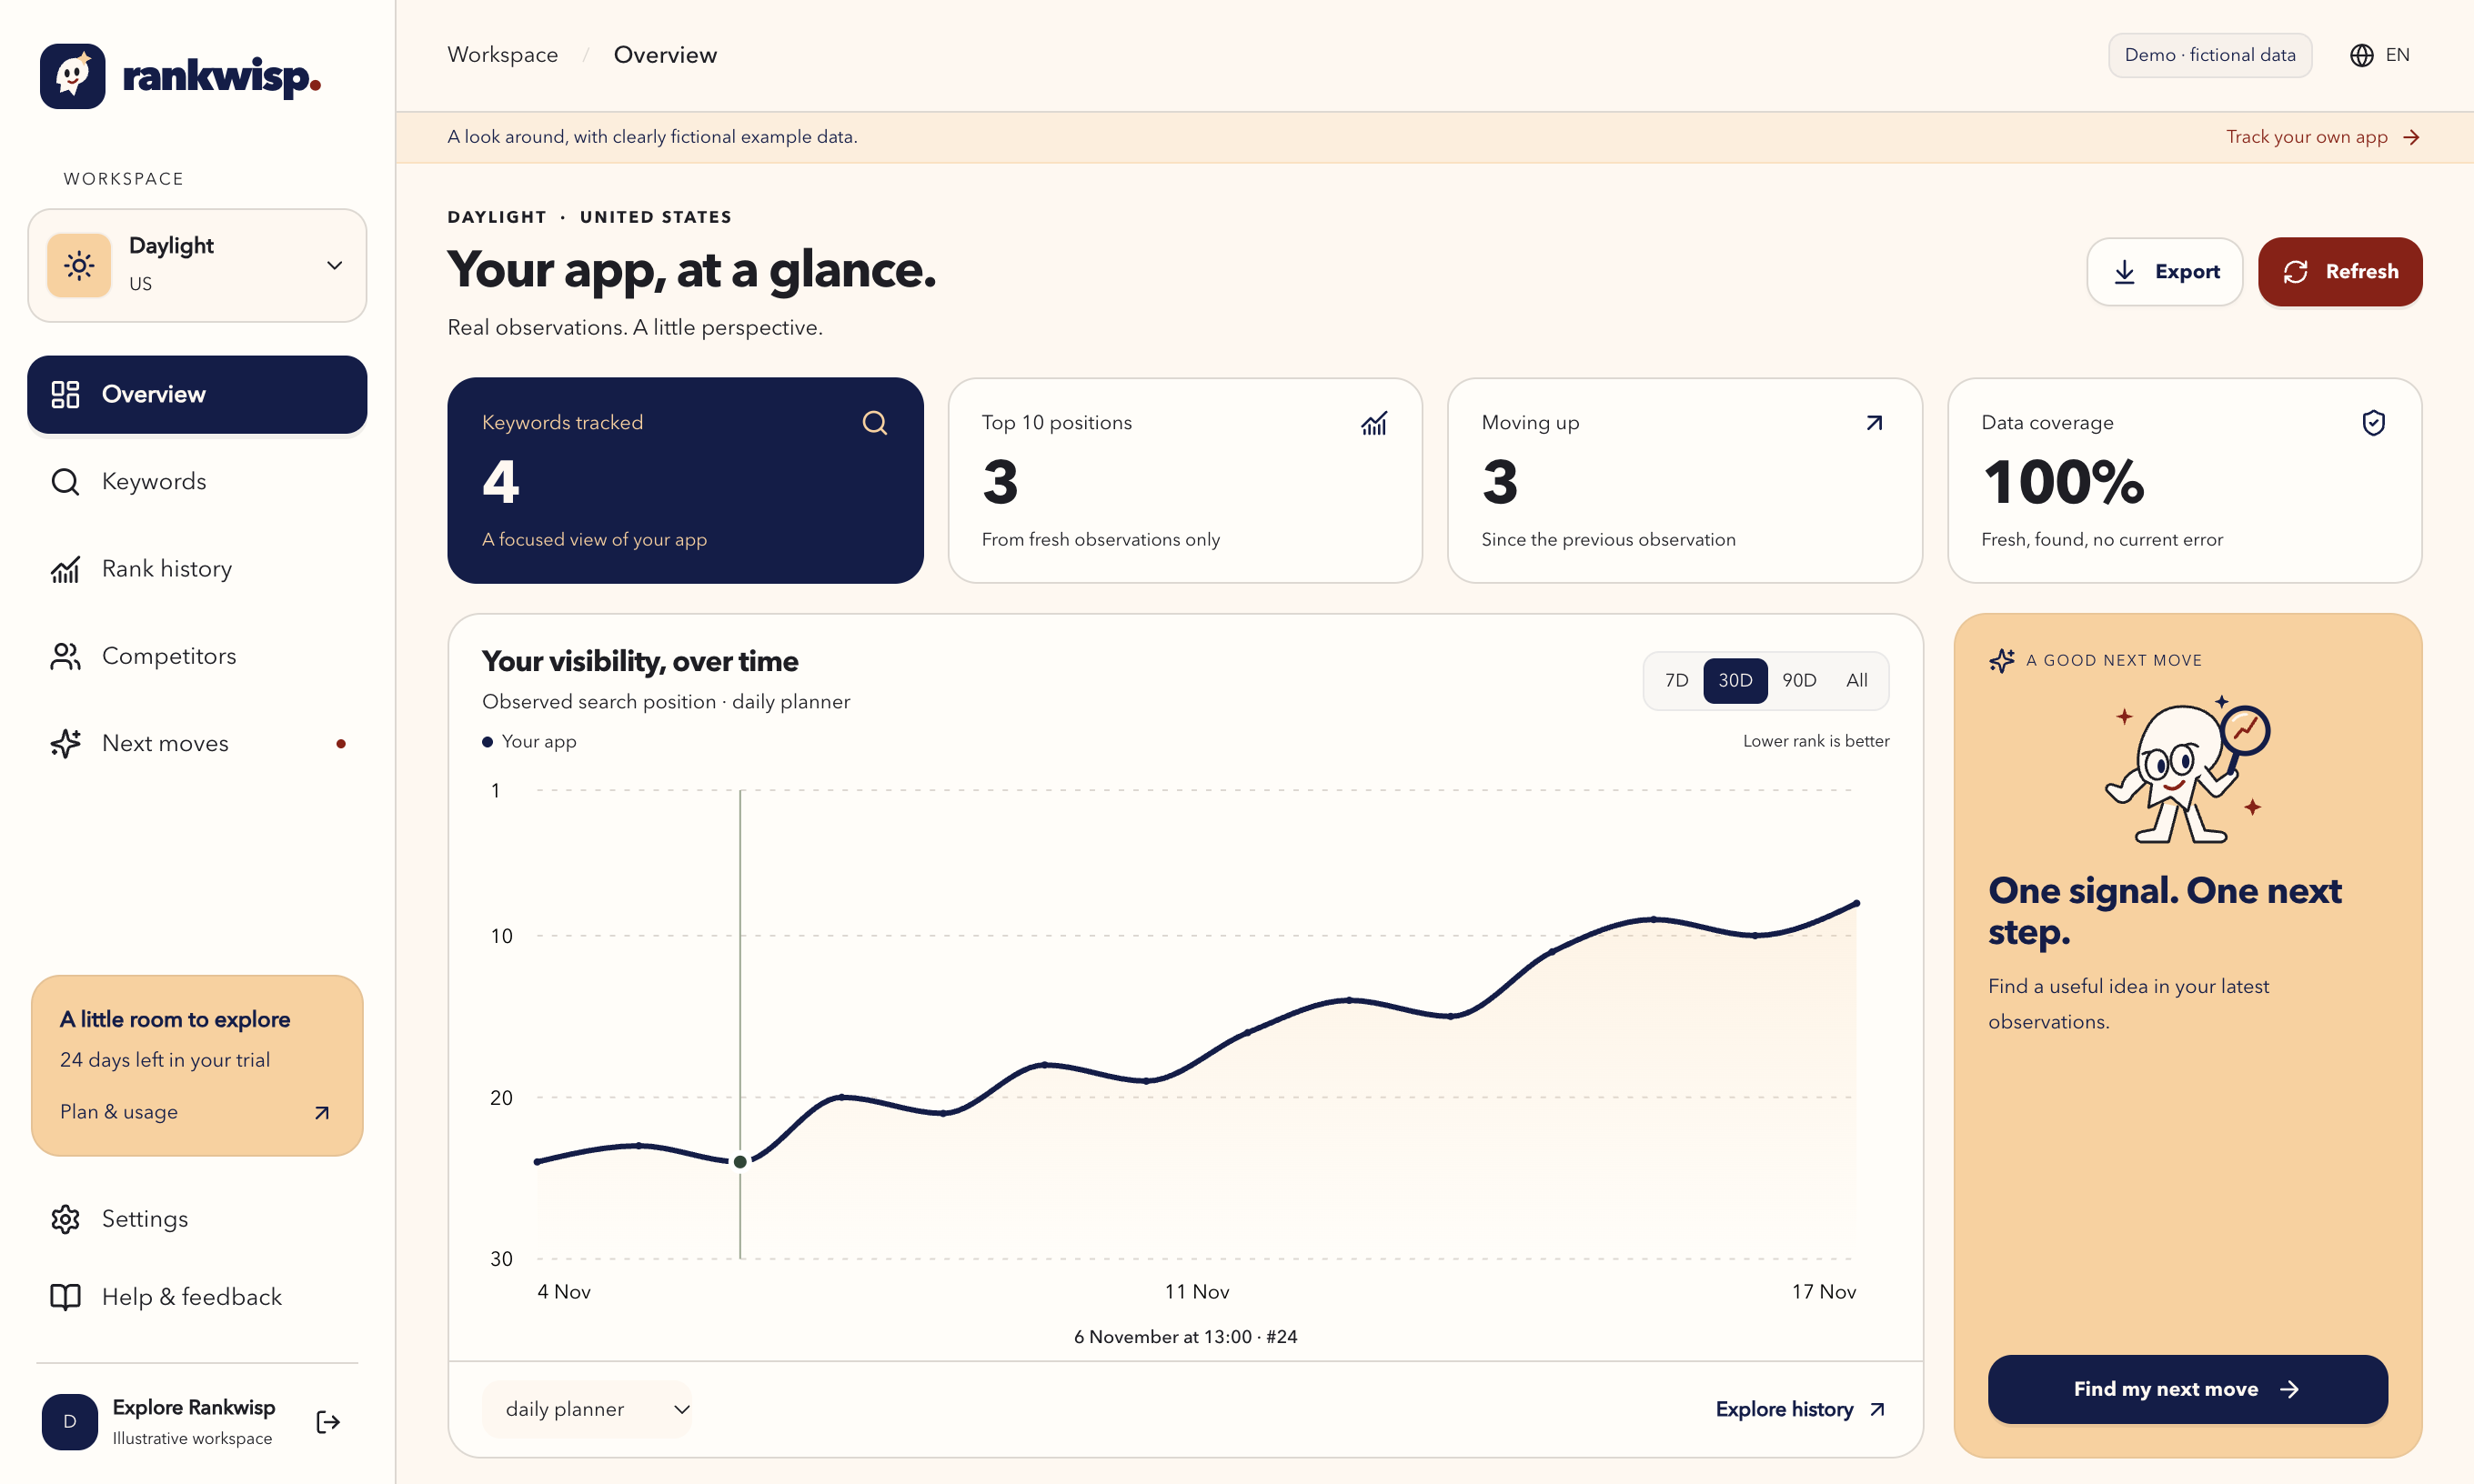 rankwisp.
WORKSPACE
Daylight
US
Overview
Keywords
Rank history
Competitors
Next moves
A little room to explore
24 days left in your trial
Plan & usage
Settings
Help & feedback
D
Explore Rankwisp
Illustrative workspace
Workspace / Overview
Demo · fictional data
EN
A look around, with clearly fictional example data.
Track your own app
DAYLIGHT · UNITED STATES
Your app, at a glance.
Real observations. A little perspective.
Export
Refresh
Keywords tracked
4
A focused view of your app
Top 10 positions
3
From fresh observations only
Moving up
3
Since the previous observation
Data coverage
100%
Fresh, found, no current error
Your visibility, over time
Observed search position · daily planner
7D 30D 90D All
Your app
Lower rank is better
1
10
20
30
4 Nov 11 Nov 17 Nov
6 November at 13:00 · #24
daily planner
Explore history
A GOOD NEXT MOVE
One signal. One next
step.
Find a useful idea in your latest
observations.
Find my next move